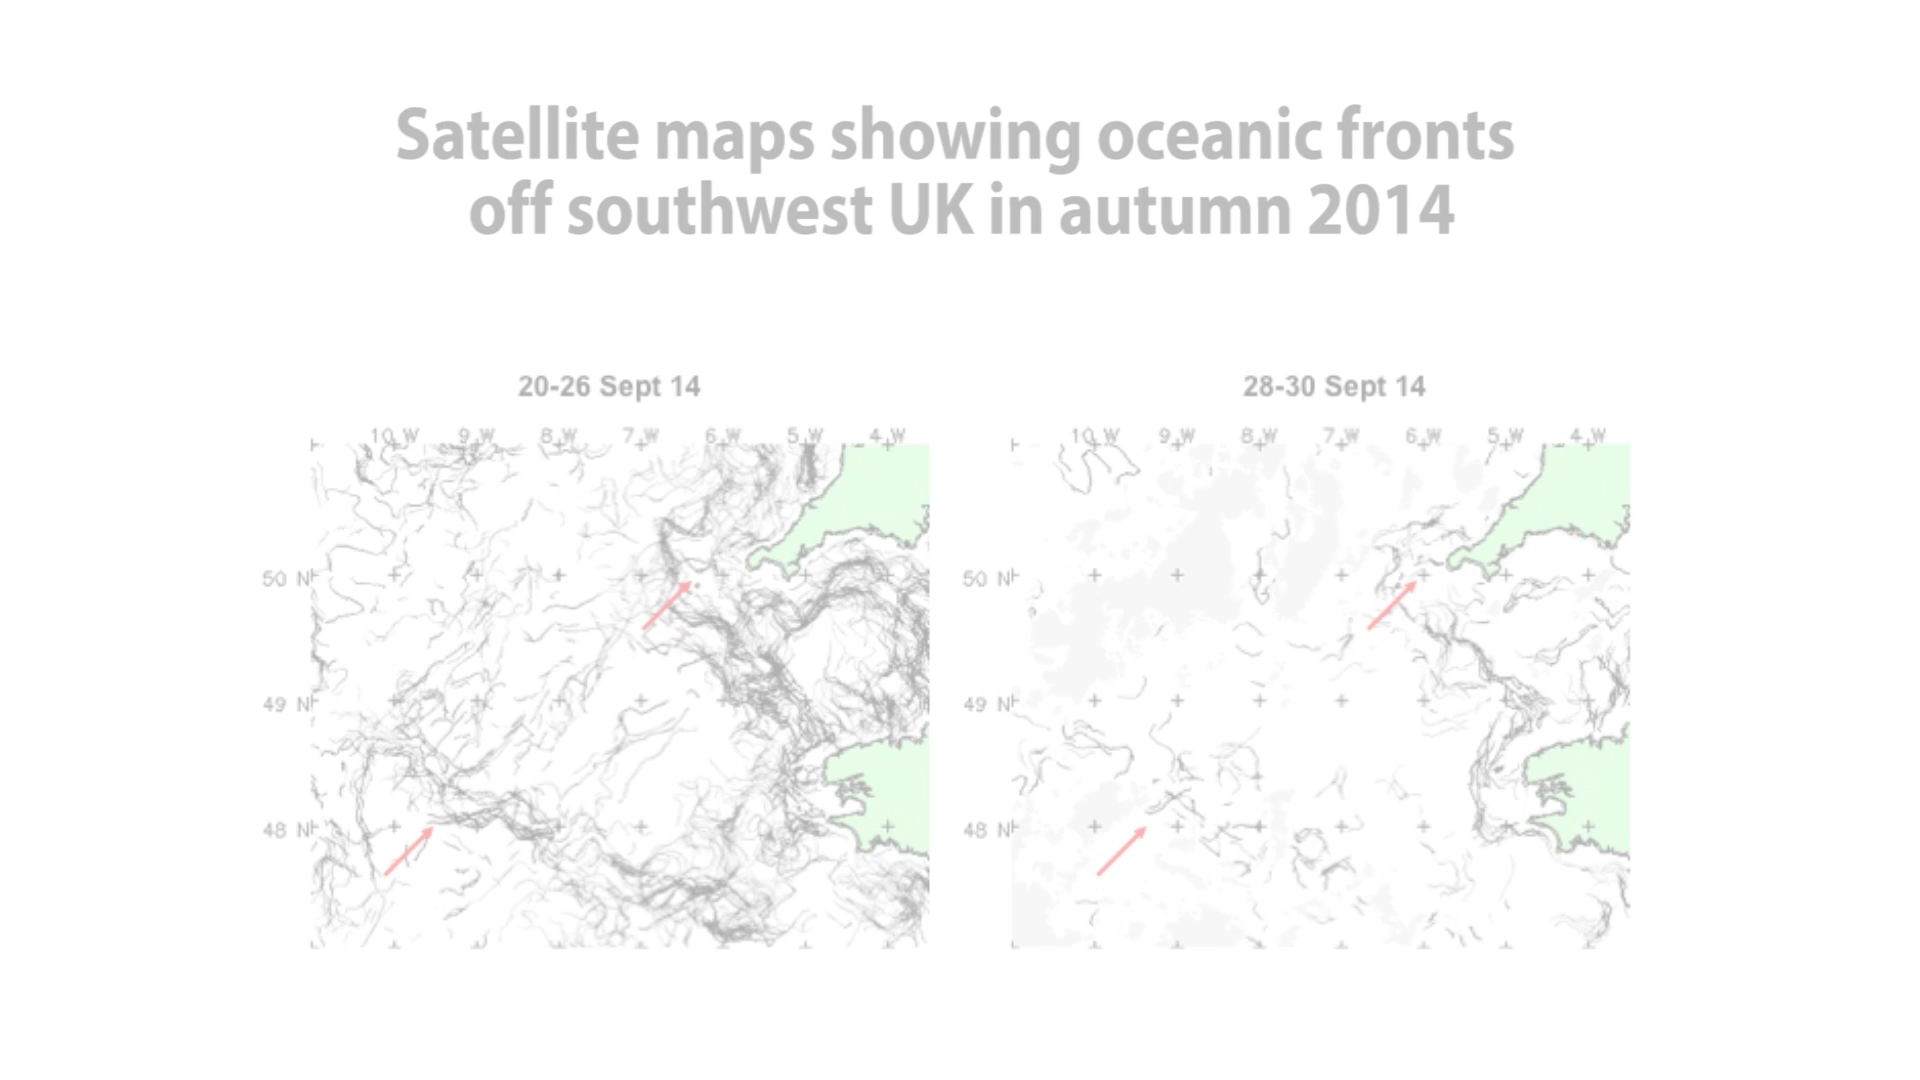 Satellite maps showing oceanic fronts
off southwest UK in autumn 2014
20-26 Sept 14
28-30 Sept 14
10 W 9 W 8 W 7 W 6 W 5 W 4 W
10 W 9 W 8 W 7 W 6 W 5 W 4 W
50 N
50 N
49 N
49 N
48 N
48 N